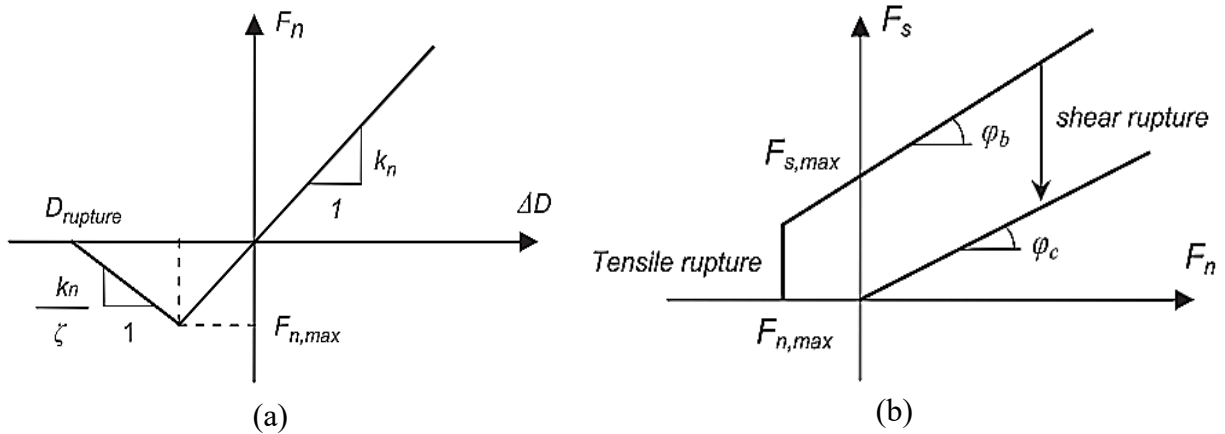 F_n
k_n
1
D_rupture
ΔD
k_n
ζ
1
F_n,max
(a)
F_s
F_s,max
φ_b
shear rupture
Tensile rupture
φ_c
F_n
F_n,max
(b)